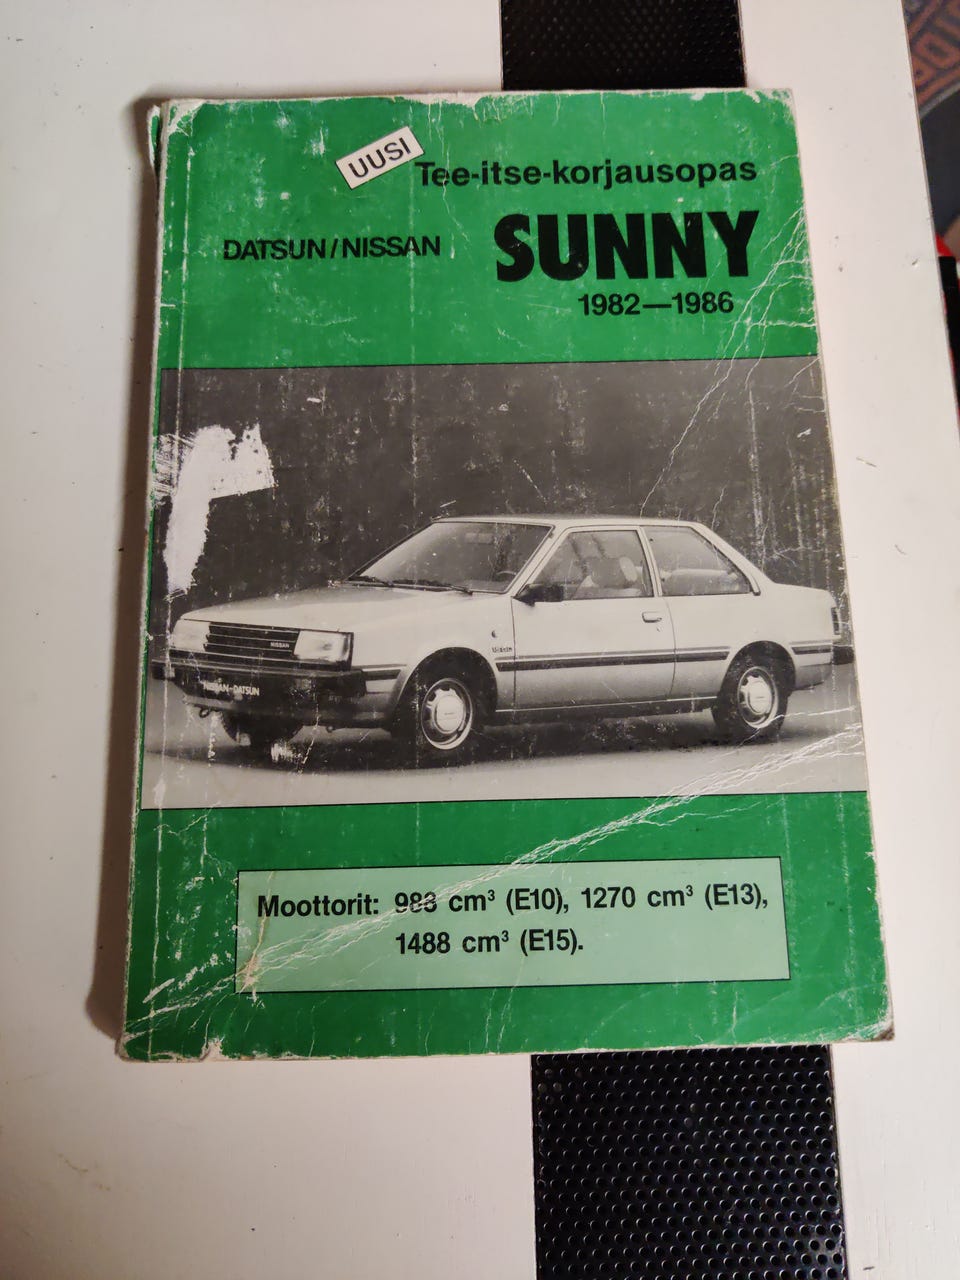 UUSI
Tee-itse-korjausopas
DATSUN/NISSAN
SUNNY
1982—1986
NISSAN
NISSAN-DATSUN
Moottorit: 988 cm³ (E10), 1270 cm³ (E13),
1488 cm³ (E15).